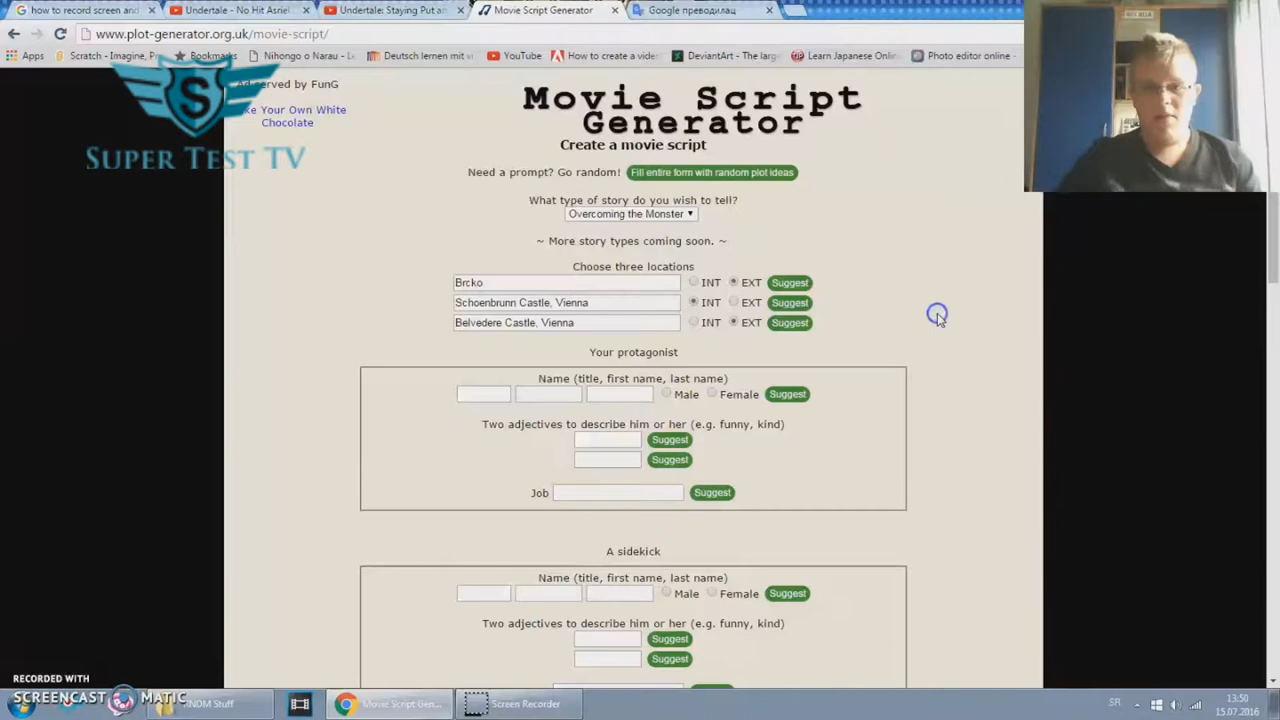 how to record screen and
Undertale - No Hit Asriel
Undertale: Staying Put an
Movie Script Generator
Google преводилац
www.plot-generator.org.uk/movie-script/
Apps
Scratch - Imagine, Pr
Bookmarks
Nihongo o Narau - L
Deutsch lernen mit v
YouTube
How to create a vide
DeviantArt - The larg
Learn Japanese Onlin
Photo editor online
Ad served by FunG
ke Your Own White
Chocolate
S
SUPER TEST TV
Movie Script
Generator
Create a movie script
Need a prompt? Go random! Fill entire form with random plot ideas
What type of story do you wish to tell?
Overcoming the Monster
~ More story types coming soon. ~
Choose three locations
Brcko INT EXT Suggest
Schoenbrunn Castle, Vienna INT EXT Suggest
Belvedere Castle, Vienna INT EXT Suggest
Your protagonist
Name (title, first name, last name)
Male Female Suggest
Two adjectives to describe him or her (e.g. funny, kind)
Suggest
Suggest
Job Suggest
A sidekick
Name (title, first name, last name)
Male Female Suggest
Two adjectives to describe him or her (e.g. funny, kind)
Suggest
Suggest
RECORDED WITH
SCREENCAST MATIC
RNDM Stuff
Movie Script Gen...
Screen Recorder
SR
13:50
15.07.2016